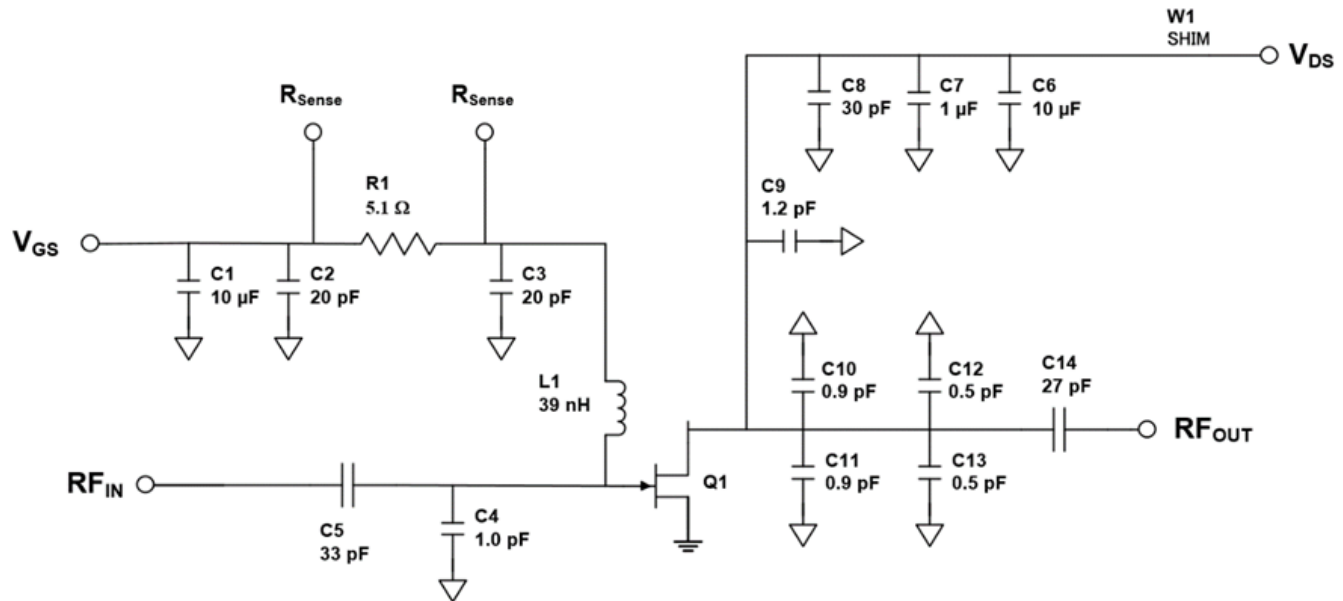 W1
SHIM
VDS
C8
30 pF
C7
1 µF
C6
10 µF
RSense
RSense
R1
5.1 Ω
C9
1.2 pF
VGS
C1
10 µF
C2
20 pF
C3
20 pF
L1
39 nH
C10
0.9 pF
C12
0.5 pF
C14
27 pF
RFOUT
C11
0.9 pF
C13
0.5 pF
RFIN
Q1
C5
33 pF
C4
1.0 pF